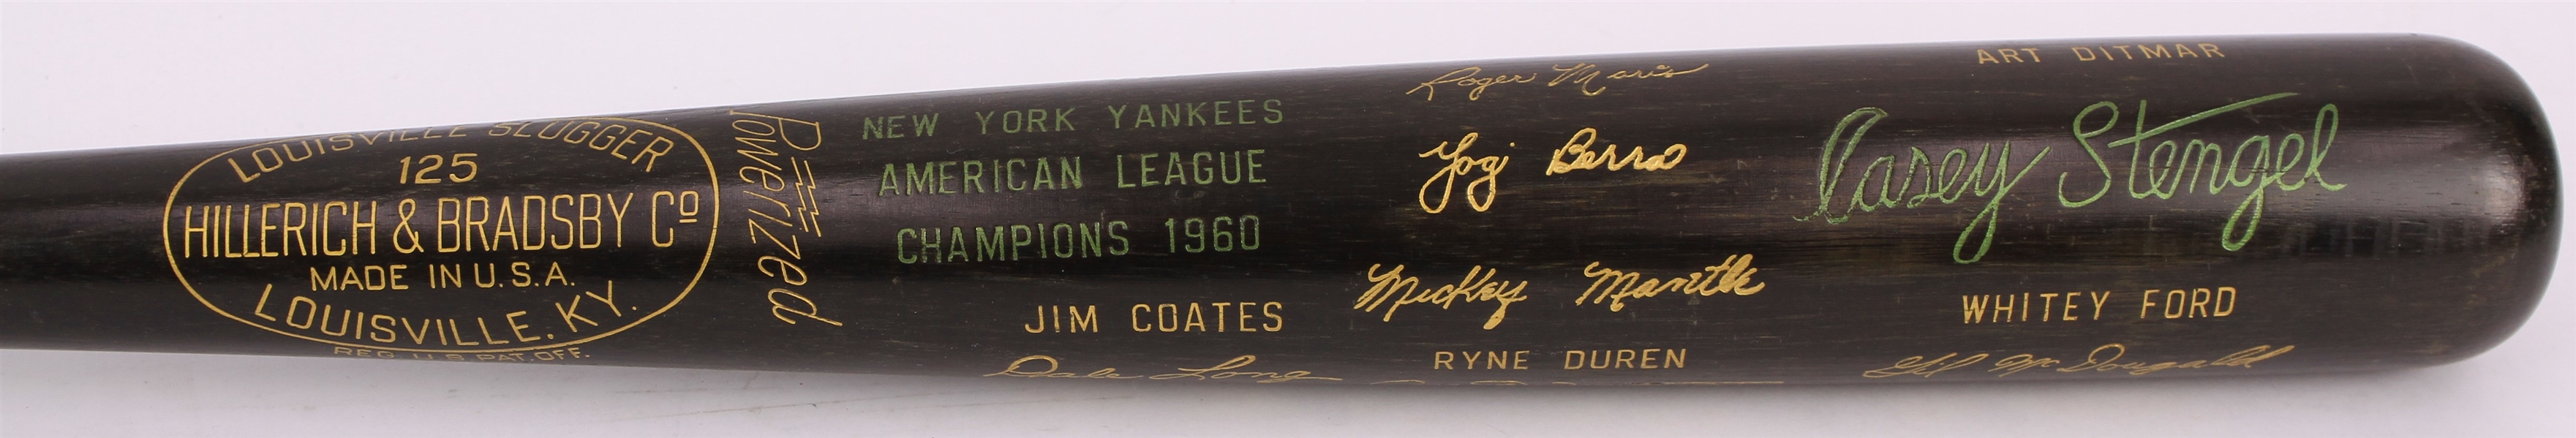 LOUISVILLE SLUGGER
125
HILLERICH & BRADSBY Cº
MADE IN U.S.A.
LOUISVILLE, KY.
REG. U.S. PAT. OFF.
Powerized
NEW YORK YANKEES
AMERICAN LEAGUE
CHAMPIONS 1960
JIM COATES
Dale Long
Roger Maris
Yogi Berra
Mickey Mantle
RYNE DUREN
ART DITMAR
Casey Stengel
WHITEY FORD
Gil McDougald